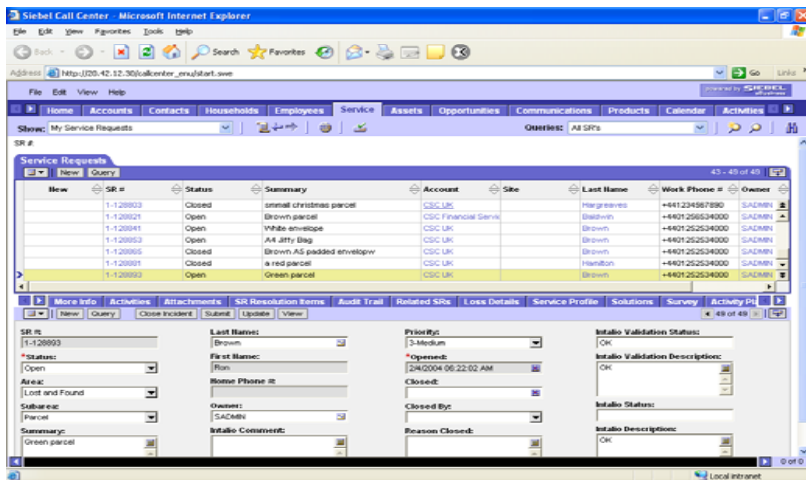 Siebel Call Center - Microsoft Internet Explorer
File Edit View Favorites Tools Help
Back Search Favorites
Address http://20.42.12.30/callcenter_enu/start.swe Go Links
File Edit View Help powered by SIEBEL
Home Accounts Contacts Households Employees Service Assets Opportunities Communications Products Calendar Activities
Show: My Service Requests Queries: All SR's
SR #:
Service Requests
New Query 43 - 49 of 49
New SR # Status Summary Account Site Last Name Work Phone # Owner
1-128803 Closed smmall christmas parcel CSC UK Hargreaves +441234567890 SADMIN
1-128821 Open Brown parcel CSC Financial Servic Baldwin +4401256534000 SADMIN
1-128841 Open White envelope CSC UK Brown +4401252534000 SADMIN
1-128853 Open A4 Jiffy Bag CSC UK Brown +4401252534000 SADMIN
1-128865 Closed Brown A5 padded envelopw CSC UK Brown +4401252534000 SADMIN
1-128881 Closed a red parcel CSC UK Hamilton +4401252534000 SADMIN
1-128893 Open Green parcel CSC UK Brown +4401252534000 SADMIN
More Info Activities Attachments SR Resolution Items Audit Trail Related SRs Loss Details Service Profile Solutions Survey Activity Pl
New Query Close Incident Submit Update View 49 of 49
SR #: Last Name: Priority: Intalio Validation Status:
1-128893 Brown 3-Medium OK
*Status: First Name: *Opened: Intalio Validation Description:
Open Ron 2/4/2004 06:22:02 AM OK
Area: Home Phone #: Closed:
Lost and Found
Subarea: Owner: Closed By: Intalio Status:
Parcel SADMIN
Summary: Intalio Comment: Reason Closed: Intalio Description:
Green parcel OK
0 of 0
Local intranet